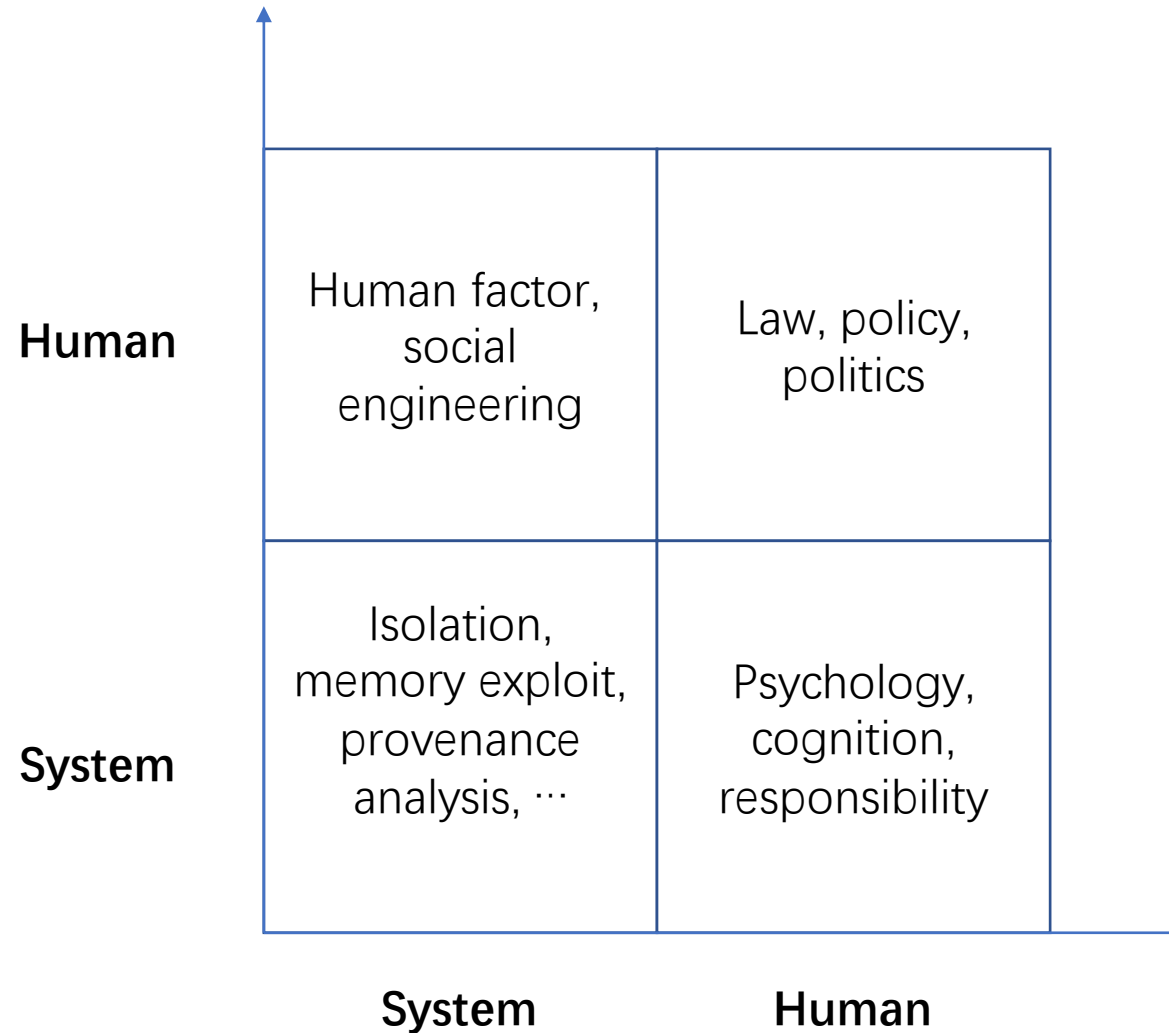 Human
Human factor,
social
engineering
Law, policy,
politics
System
Isolation,
memory exploit,
provenance
analysis, ⋯
Psychology,
cognition,
responsibility
System
Human